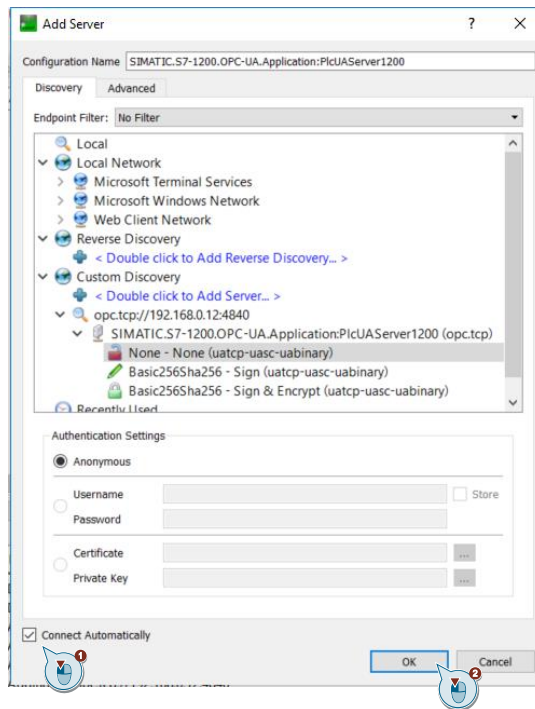 Add Server
Configuration Name SIMATIC.S7-1200.OPC-UA.Application:PlcUAServer1200
Discovery Advanced
Endpoint Filter: No Filter
Local
Local Network
Microsoft Terminal Services
Microsoft Windows Network
Web Client Network
Reverse Discovery
< Double click to Add Reverse Discovery... >
Custom Discovery
< Double click to Add Server... >
opc.tcp://192.168.0.12:4840
SIMATIC.S7-1200.OPC-UA.Application:PlcUAServer1200 (opc.tcp)
None - None (uatcp-uasc-uabinary)
Basic256Sha256 - Sign (uatcp-uasc-uabinary)
Basic256Sha256 - Sign & Encrypt (uatcp-uasc-uabinary)
Recently Used
Authentication Settings
Anonymous
Username Store
Password
Certificate ...
Private Key ...
Connect Automatically
1
OK Cancel
2